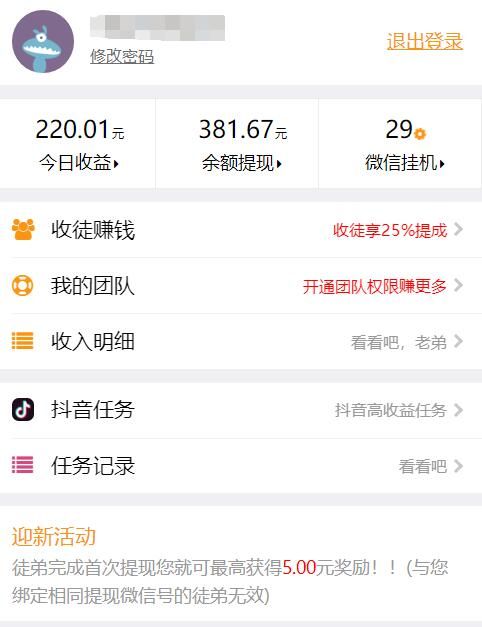 修改密码
退出登录
220.01元
381.67元
29
今日收益
余额提现
微信挂机
收徒赚钱
收徒享25%提成
我的团队
开通团队权限赚更多
收入明细
看看吧，老弟
抖音任务
抖音高收益任务
任务记录
看看吧
迎新活动
徒弟完成首次提现您就可最高获得5.00元奖励！！(与您
绑定相同提现微信号的徒弟无效)